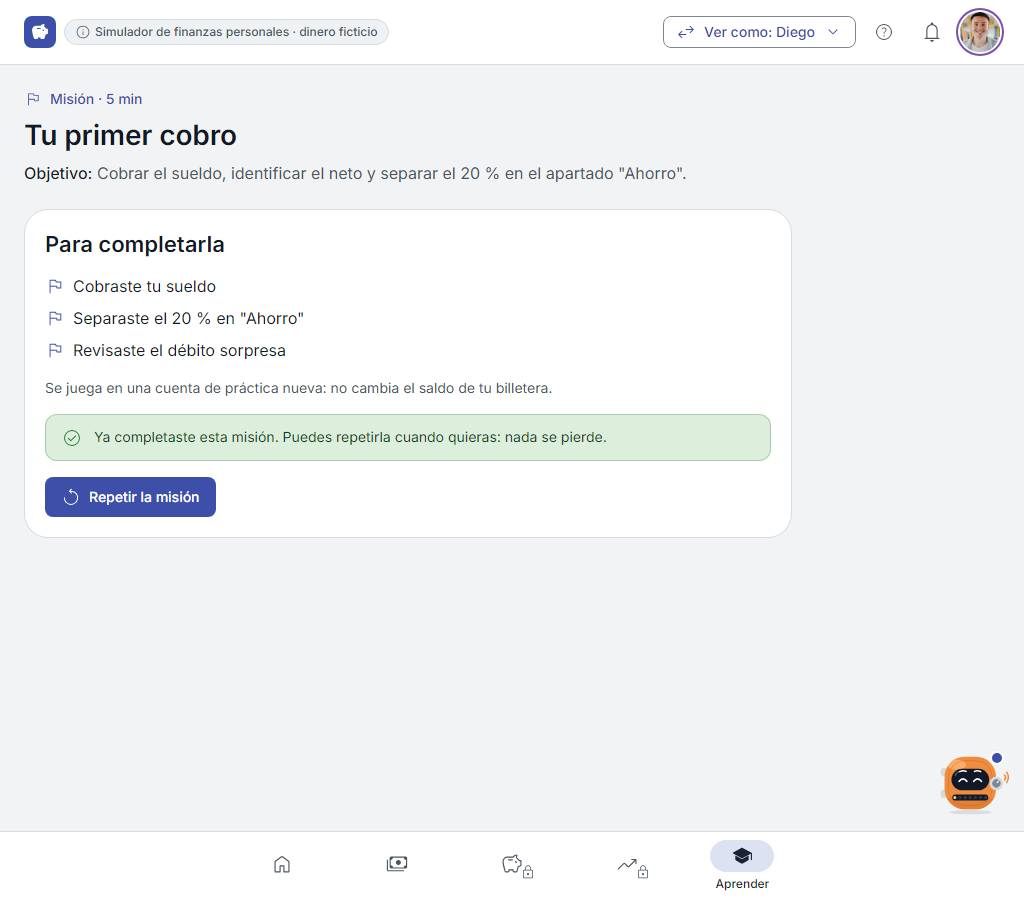 Simulador de finanzas personales · dinero ficticio
Ver como: Diego
Misión · 5 min
Tu primer cobro
Objetivo: Cobrar el sueldo, identificar el neto y separar el 20 % en el apartado "Ahorro".
Para completarla
Cobraste tu sueldo
Separaste el 20 % en "Ahorro"
Revisaste el débito sorpresa
Se juega en una cuenta de práctica nueva: no cambia el saldo de tu billetera.
Ya completaste esta misión. Puedes repetirla cuando quieras: nada se pierde.
Repetir la misión
Aprender